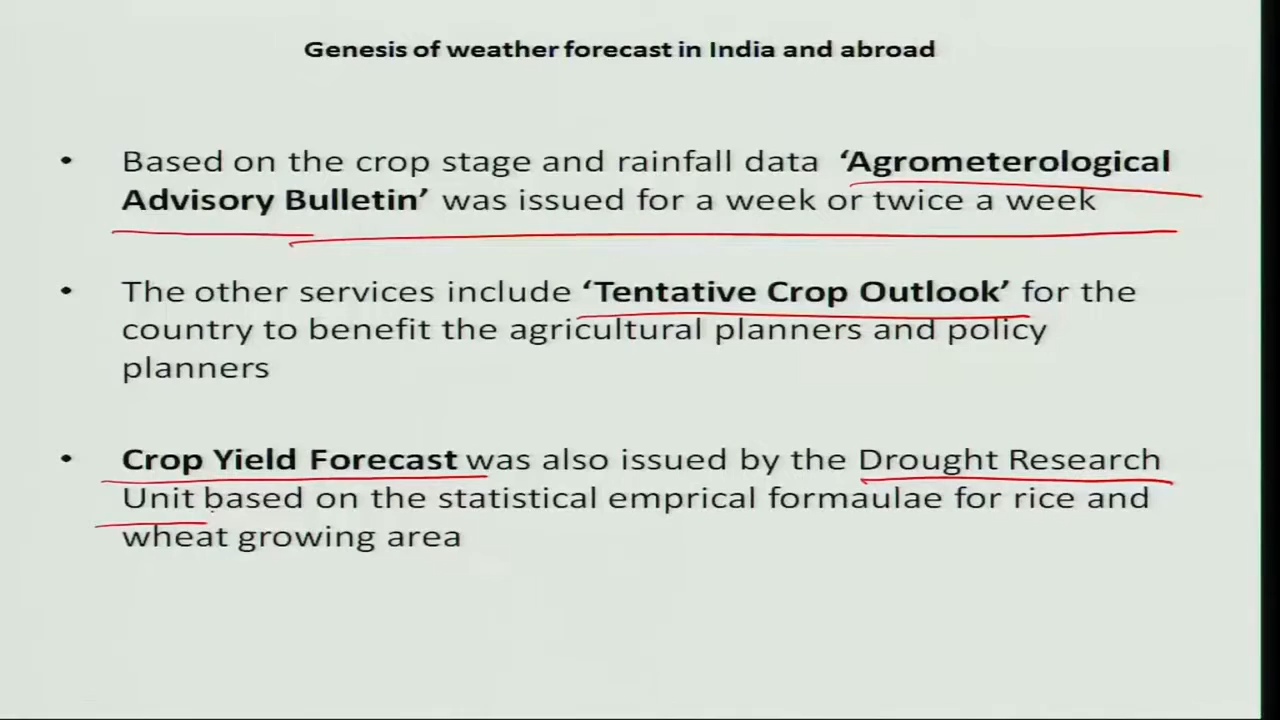 Genesis of weather forecast in India and abroad
• Based on the crop stage and rainfall data ‘Agrometerological
Advisory Bulletin’ was issued for a week or twice a week
• The other services include ‘Tentative Crop Outlook’ for the
country to benefit the agricultural planners and policy
planners
• Crop Yield Forecast was also issued by the Drought Research
Unit based on the statistical emprical formaulae for rice and
wheat growing area